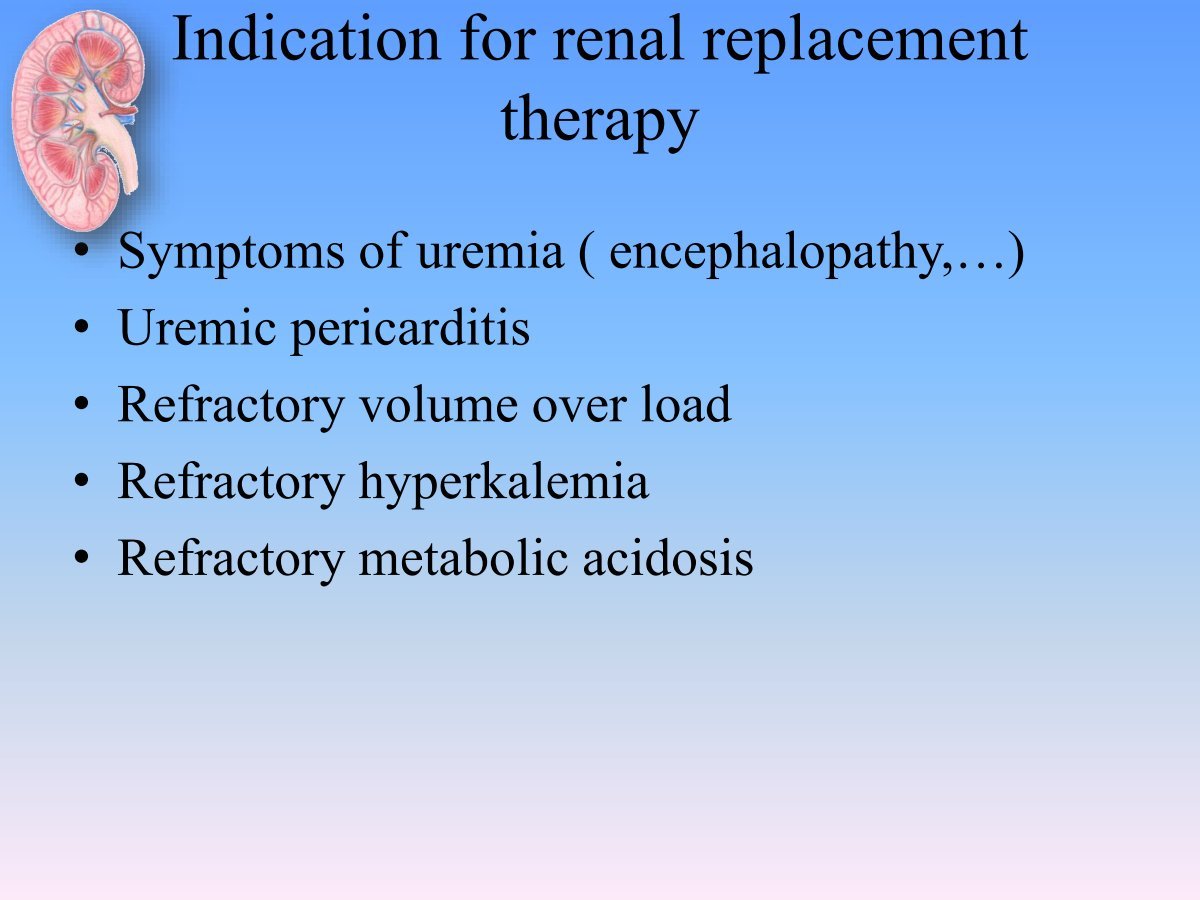 Indication for renal replacement
therapy
• Symptoms of uremia ( encephalopathy,…)
• Uremic pericarditis
• Refractory volume over load
• Refractory hyperkalemia
• Refractory metabolic acidosis